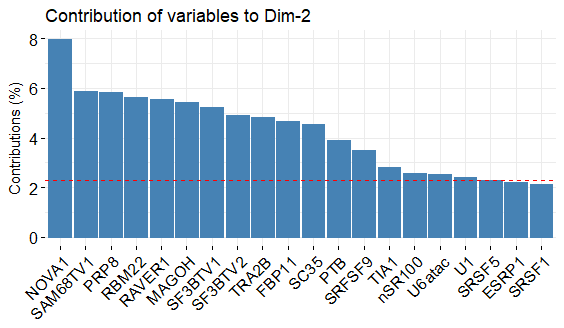 Contribution of variables to Dim-2
Contributions (%)
8
6
4
2
0
NOVA1
SAM68TV1
PRP8
RBM22
RAVER1
MAGOH
SF3BTV1
SF3BTV2
TRA2B
FBP11
SC35
PTB
SRFSF9
TIA1
nSR100
U6atac
U1
SRSF5
ESRP1
SRSF1